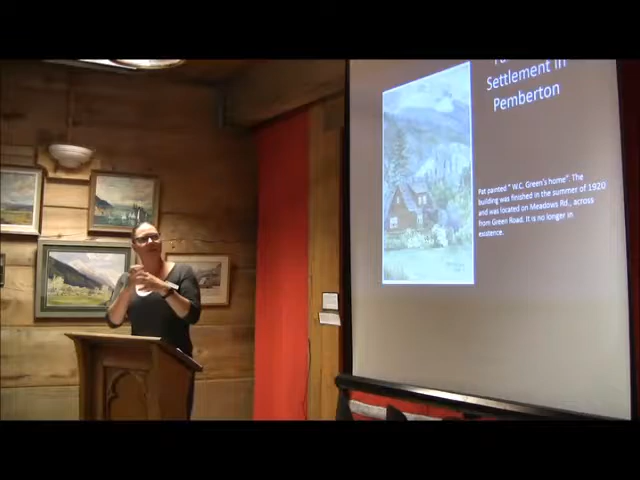 Settlement in
Pemberton
Pat painted " W.C. Green's home". The
building was finished in the summer of 1920
and was located on Meadows Rd., across
from Green Road. It is no longer in
existence.